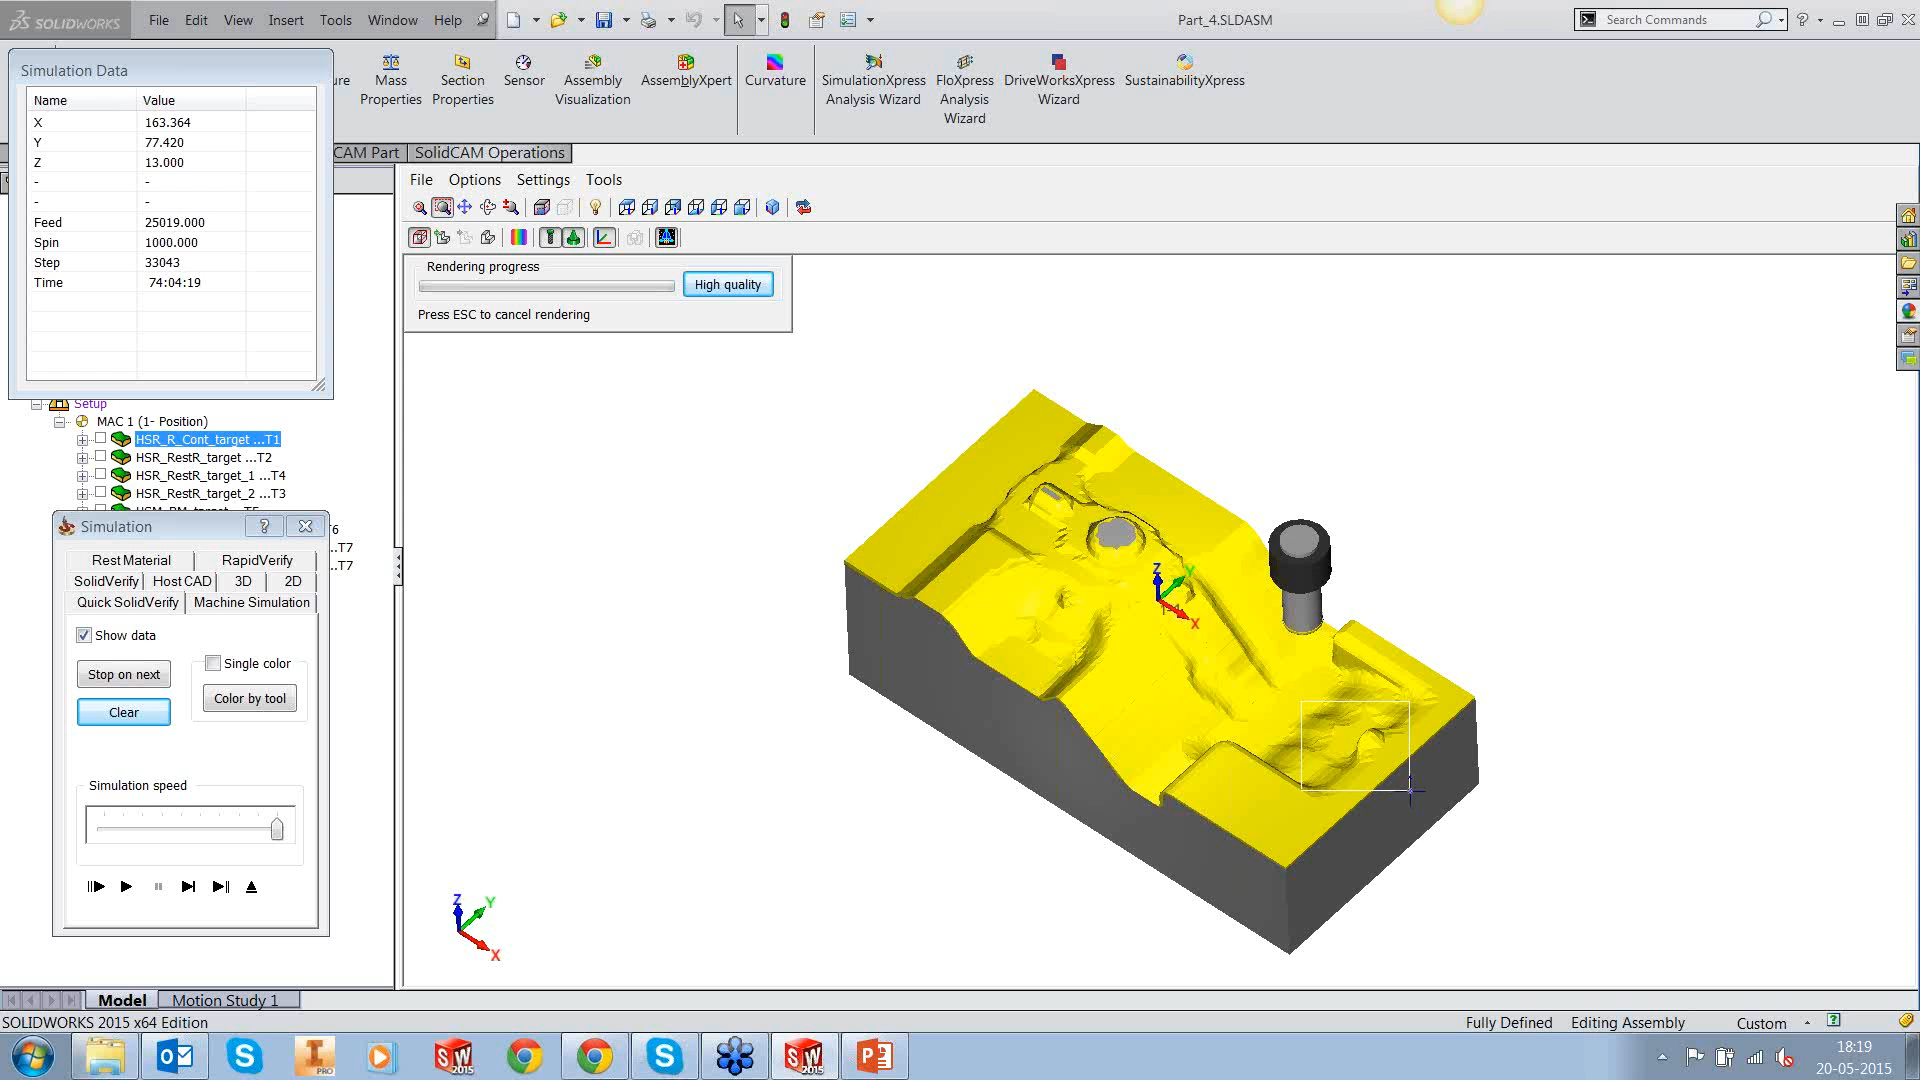 SOLIDWORKS File Edit View Insert Tools Window Help Part_4.SLDASM Search Commands
Simulation Data
Name Value
X 163.364
Y 77.420
Z 13.000
- -
- -
Feed 25019.000
Spin 1000.000
Step 33043
Time 74:04:19
ure
Mass Properties
Section Properties
Sensor
Assembly Visualization
AssemblyXpert
Curvature
SimulationXpress Analysis Wizard
FloXpress Analysis Wizard
DriveWorksXpress Wizard
SustainabilityXpress
CAM Part SolidCAM Operations
File Options Settings Tools
Rendering progress
High quality
Press ESC to cancel rendering
Setup
MAC 1 (1- Position)
HSR_R_Cont_target ...T1
HSR_RestR_target ...T2
HSR_RestR_target_1 ...T4
HSR_RestR_target_2 ...T3
..T7
..T7
Simulation
Rest Material RapidVerify
SolidVerify Host CAD 3D 2D
Quick SolidVerify Machine Simulation
Show data
Stop on next
Single color
Color by tool
Clear
Simulation speed
Z
Y
X
Z
Y
X
Model Motion Study 1
SOLIDWORKS 2015 x64 Edition
Fully Defined Editing Assembly Custom
18:19
20-05-2015